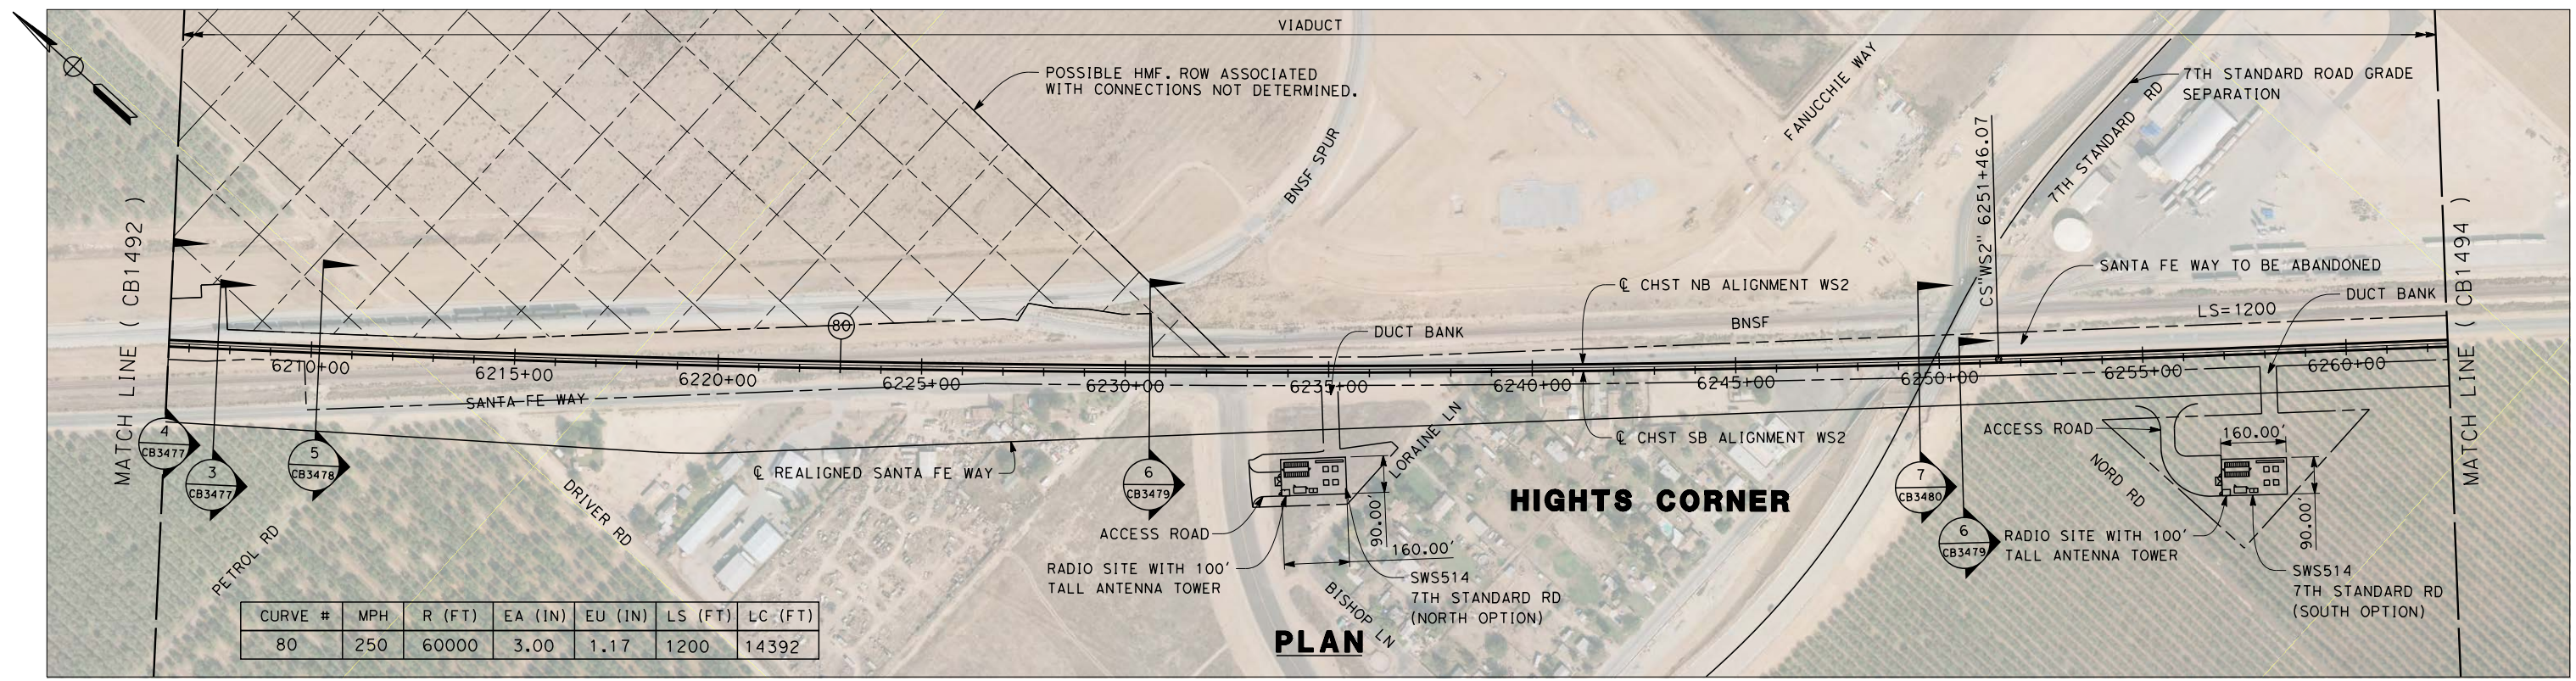 VIADUCT
POSSIBLE HMF. ROW ASSOCIATED
WITH CONNECTIONS NOT DETERMINED.
BNSF SPUR
FANUCCHIE WAY
7TH STANDARD ROAD GRADE
SEPARATION
7TH STANDARD RD
CS"WS2" 6251+46.07
MATCH LINE ( CB1492 )
MATCH LINE ( CB1494 )
SANTA FE WAY TO BE ABANDONED
℄ CHST NB ALIGNMENT WS2
DUCT BANK
LS=1200
BNSF
DUCT BANK
80
6210+00
6215+00
6220+00
6225+00
6230+00
6235+00
6240+00
6245+00
6250+00
6255+00
6260+00
SANTA FE WAY
℄ REALIGNED SANTA FE WAY
℄ CHST SB ALIGNMENT WS2
4
CB3477
3
CB3477
5
CB3478
6
CB3479
7
CB3480
6
CB3479
PETROL RD
DRIVER RD
LORAINE LN
HIGHTS CORNER
ACCESS ROAD
RADIO SITE WITH 100'
TALL ANTENNA TOWER
90.00'
160.00'
SWS514
7TH STANDARD RD
(NORTH OPTION)
BISHOP LN
ACCESS ROAD
NORD RD
160.00'
90.00'
RADIO SITE WITH 100'
TALL ANTENNA TOWER
SWS514
7TH STANDARD RD
(SOUTH OPTION)
CURVE # MPH R (FT) EA (IN) EU (IN) LS (FT) LC (FT)
80 250 60000 3.00 1.17 1200 14392
PLAN